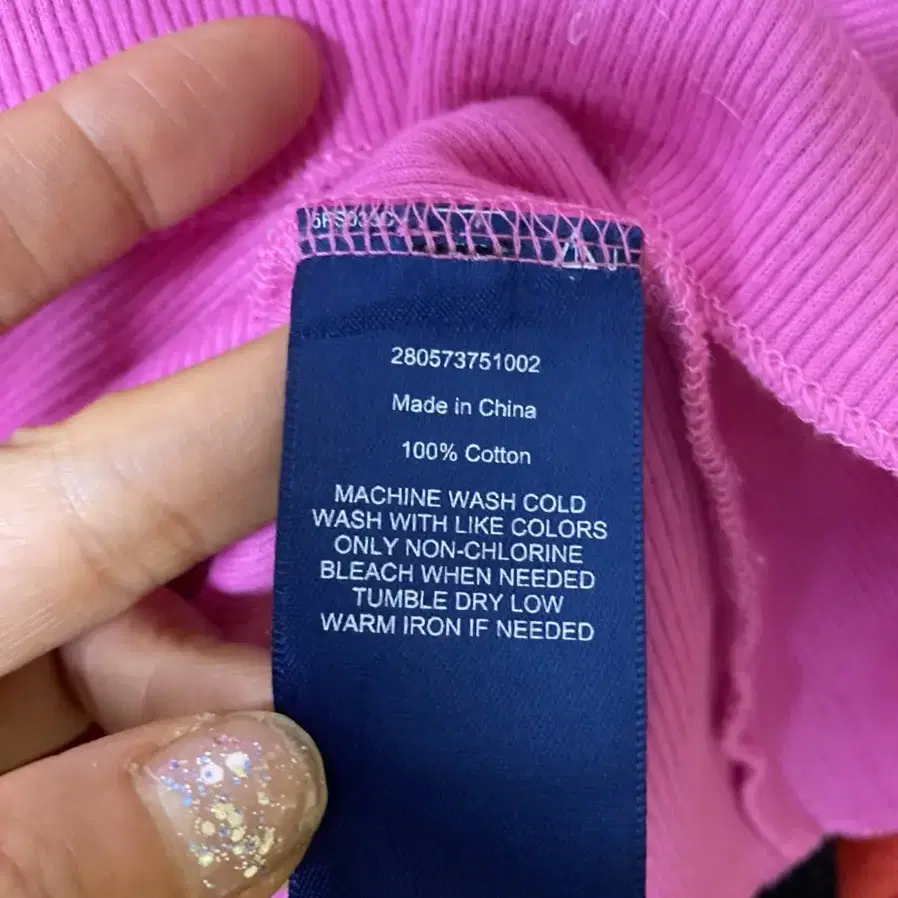 280573751002
Made in China
100% Cotton
MACHINE WASH COLD
WASH WITH LIKE COLORS
ONLY NON-CHLORINE
BLEACH WHEN NEEDED
TUMBLE DRY LOW
WARM IRON IF NEEDED